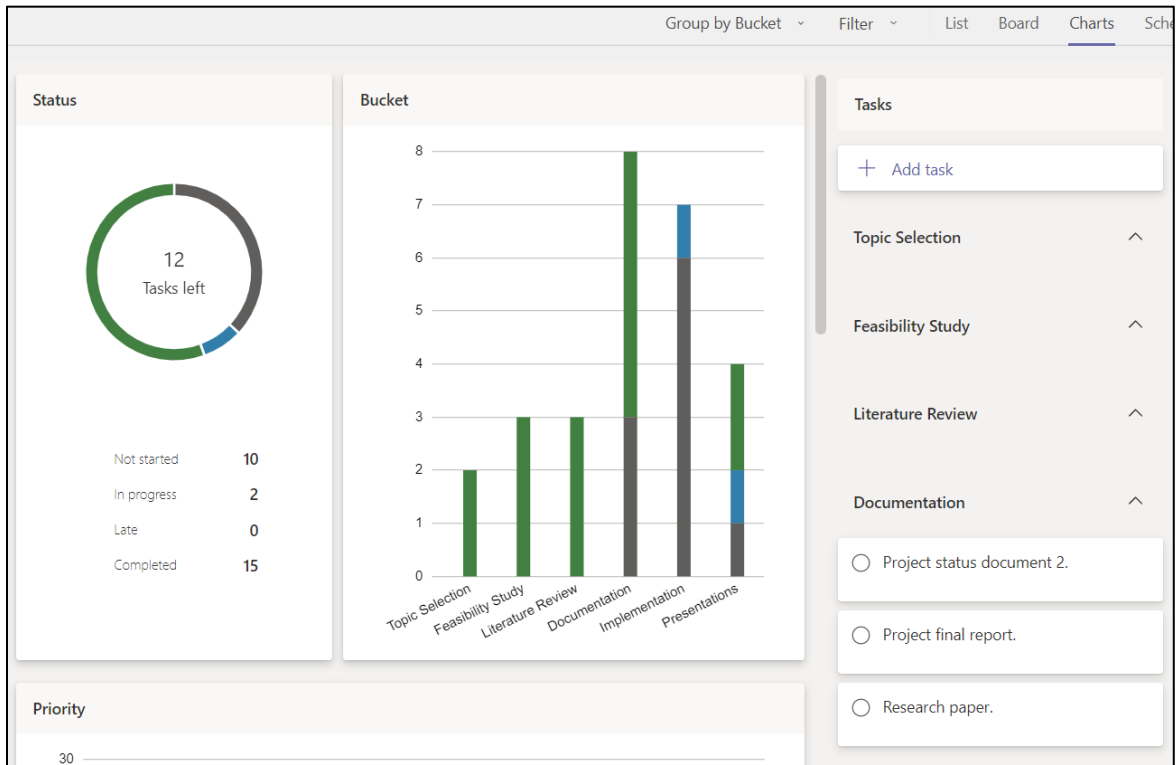 Group by Bucket Filter List Board Charts Sche
Status
12
Tasks left
Not started 10
In progress 2
Late 0
Completed 15
Bucket
8
7
6
5
4
3
2
1
0
Topic Selection
Feasibility Study
Literature Review
Documentation
Implementation
Presentations
Priority
30
Tasks
Add task
Topic Selection
Feasibility Study
Literature Review
Documentation
Project status document 2.
Project final report.
Research paper.